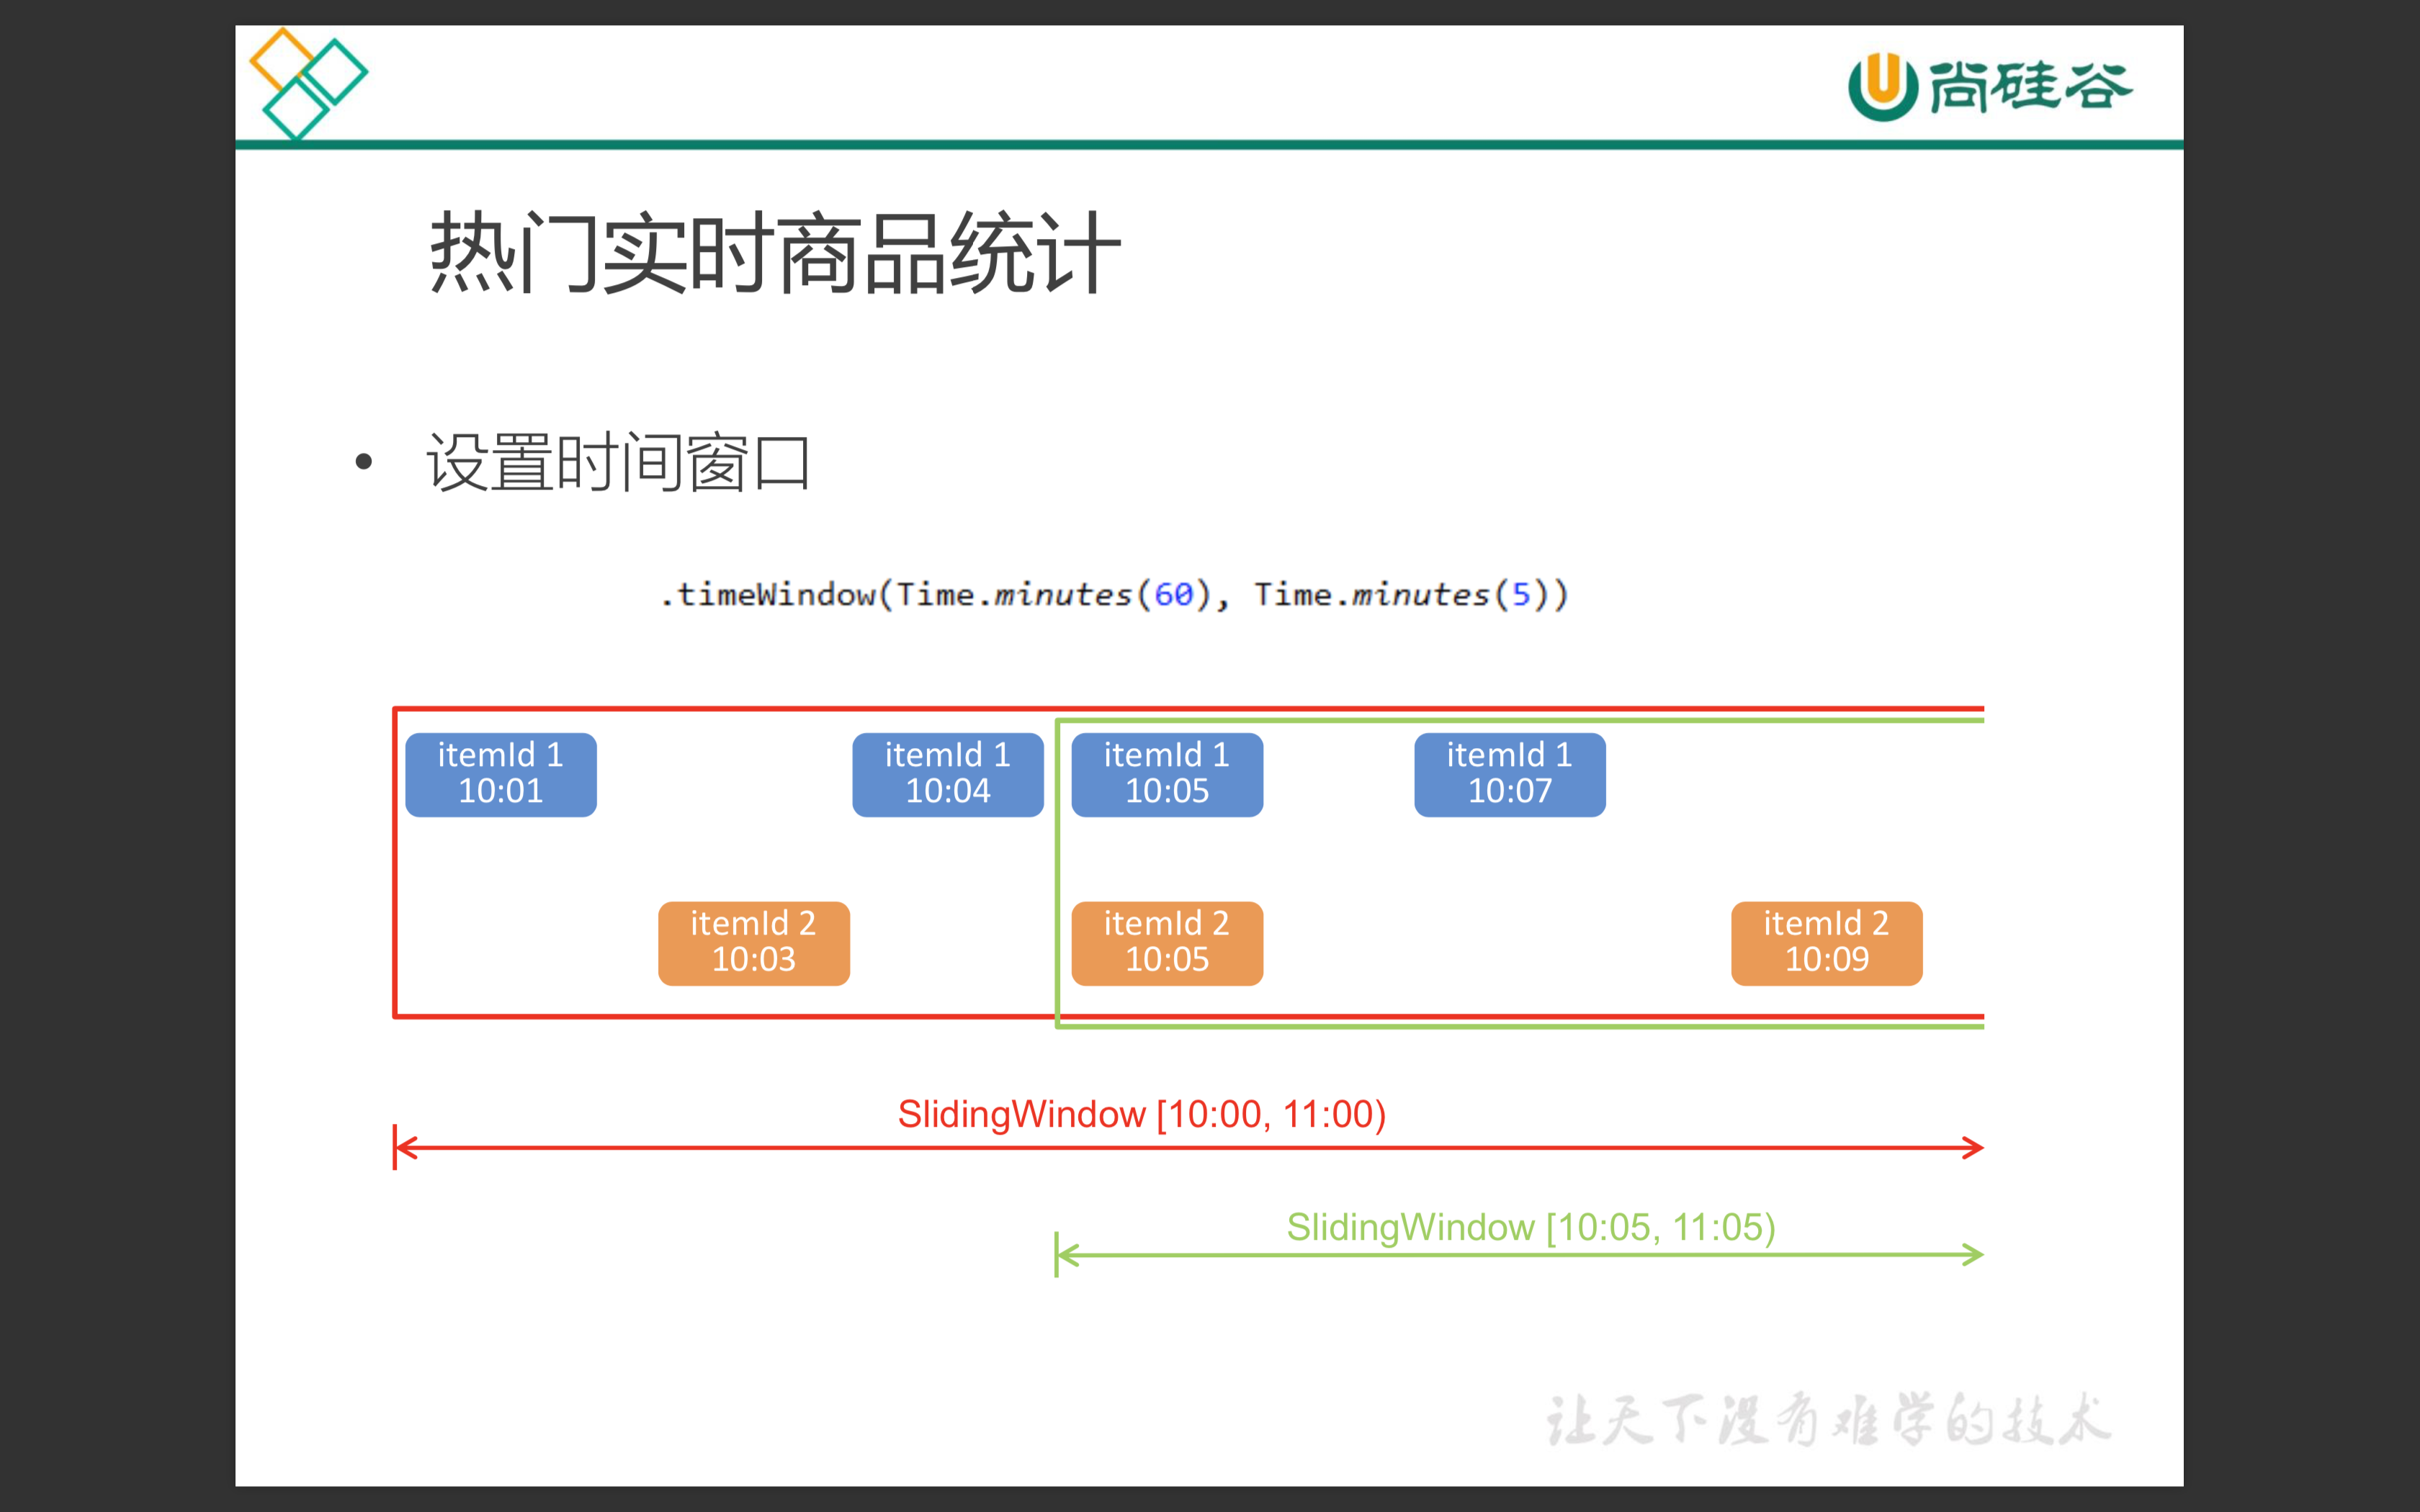 尚硅谷
热门实时商品统计
• 设置时间窗口
.timeWindow(Time.minutes(60), Time.minutes(5))
itemId 1
10:01
itemId 1
10:04
itemId 1
10:05
itemId 1
10:07
itemId 2
10:03
itemId 2
10:05
itemId 2
10:09
SlidingWindow [10:00, 11:00)
SlidingWindow [10:05, 11:05)
让天下没有难学的技术